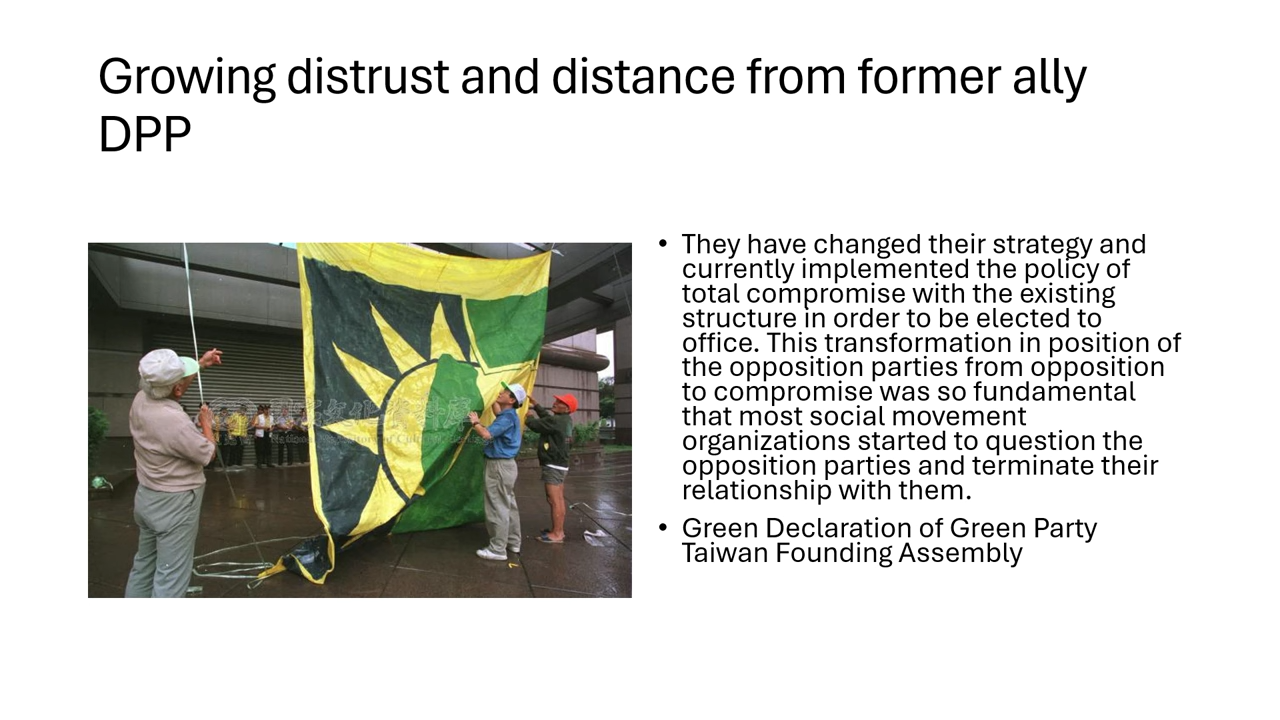 Growing distrust and distance from former ally
DPP
• They have changed their strategy and
currently implemented the policy of
total compromise with the existing
structure in order to be elected to
office. This transformation in position of
the opposition parties from opposition
to compromise was so fundamental
that most social movement
organizations started to question the
opposition parties and terminate their
relationship with them.
• Green Declaration of Green Party
Taiwan Founding Assembly